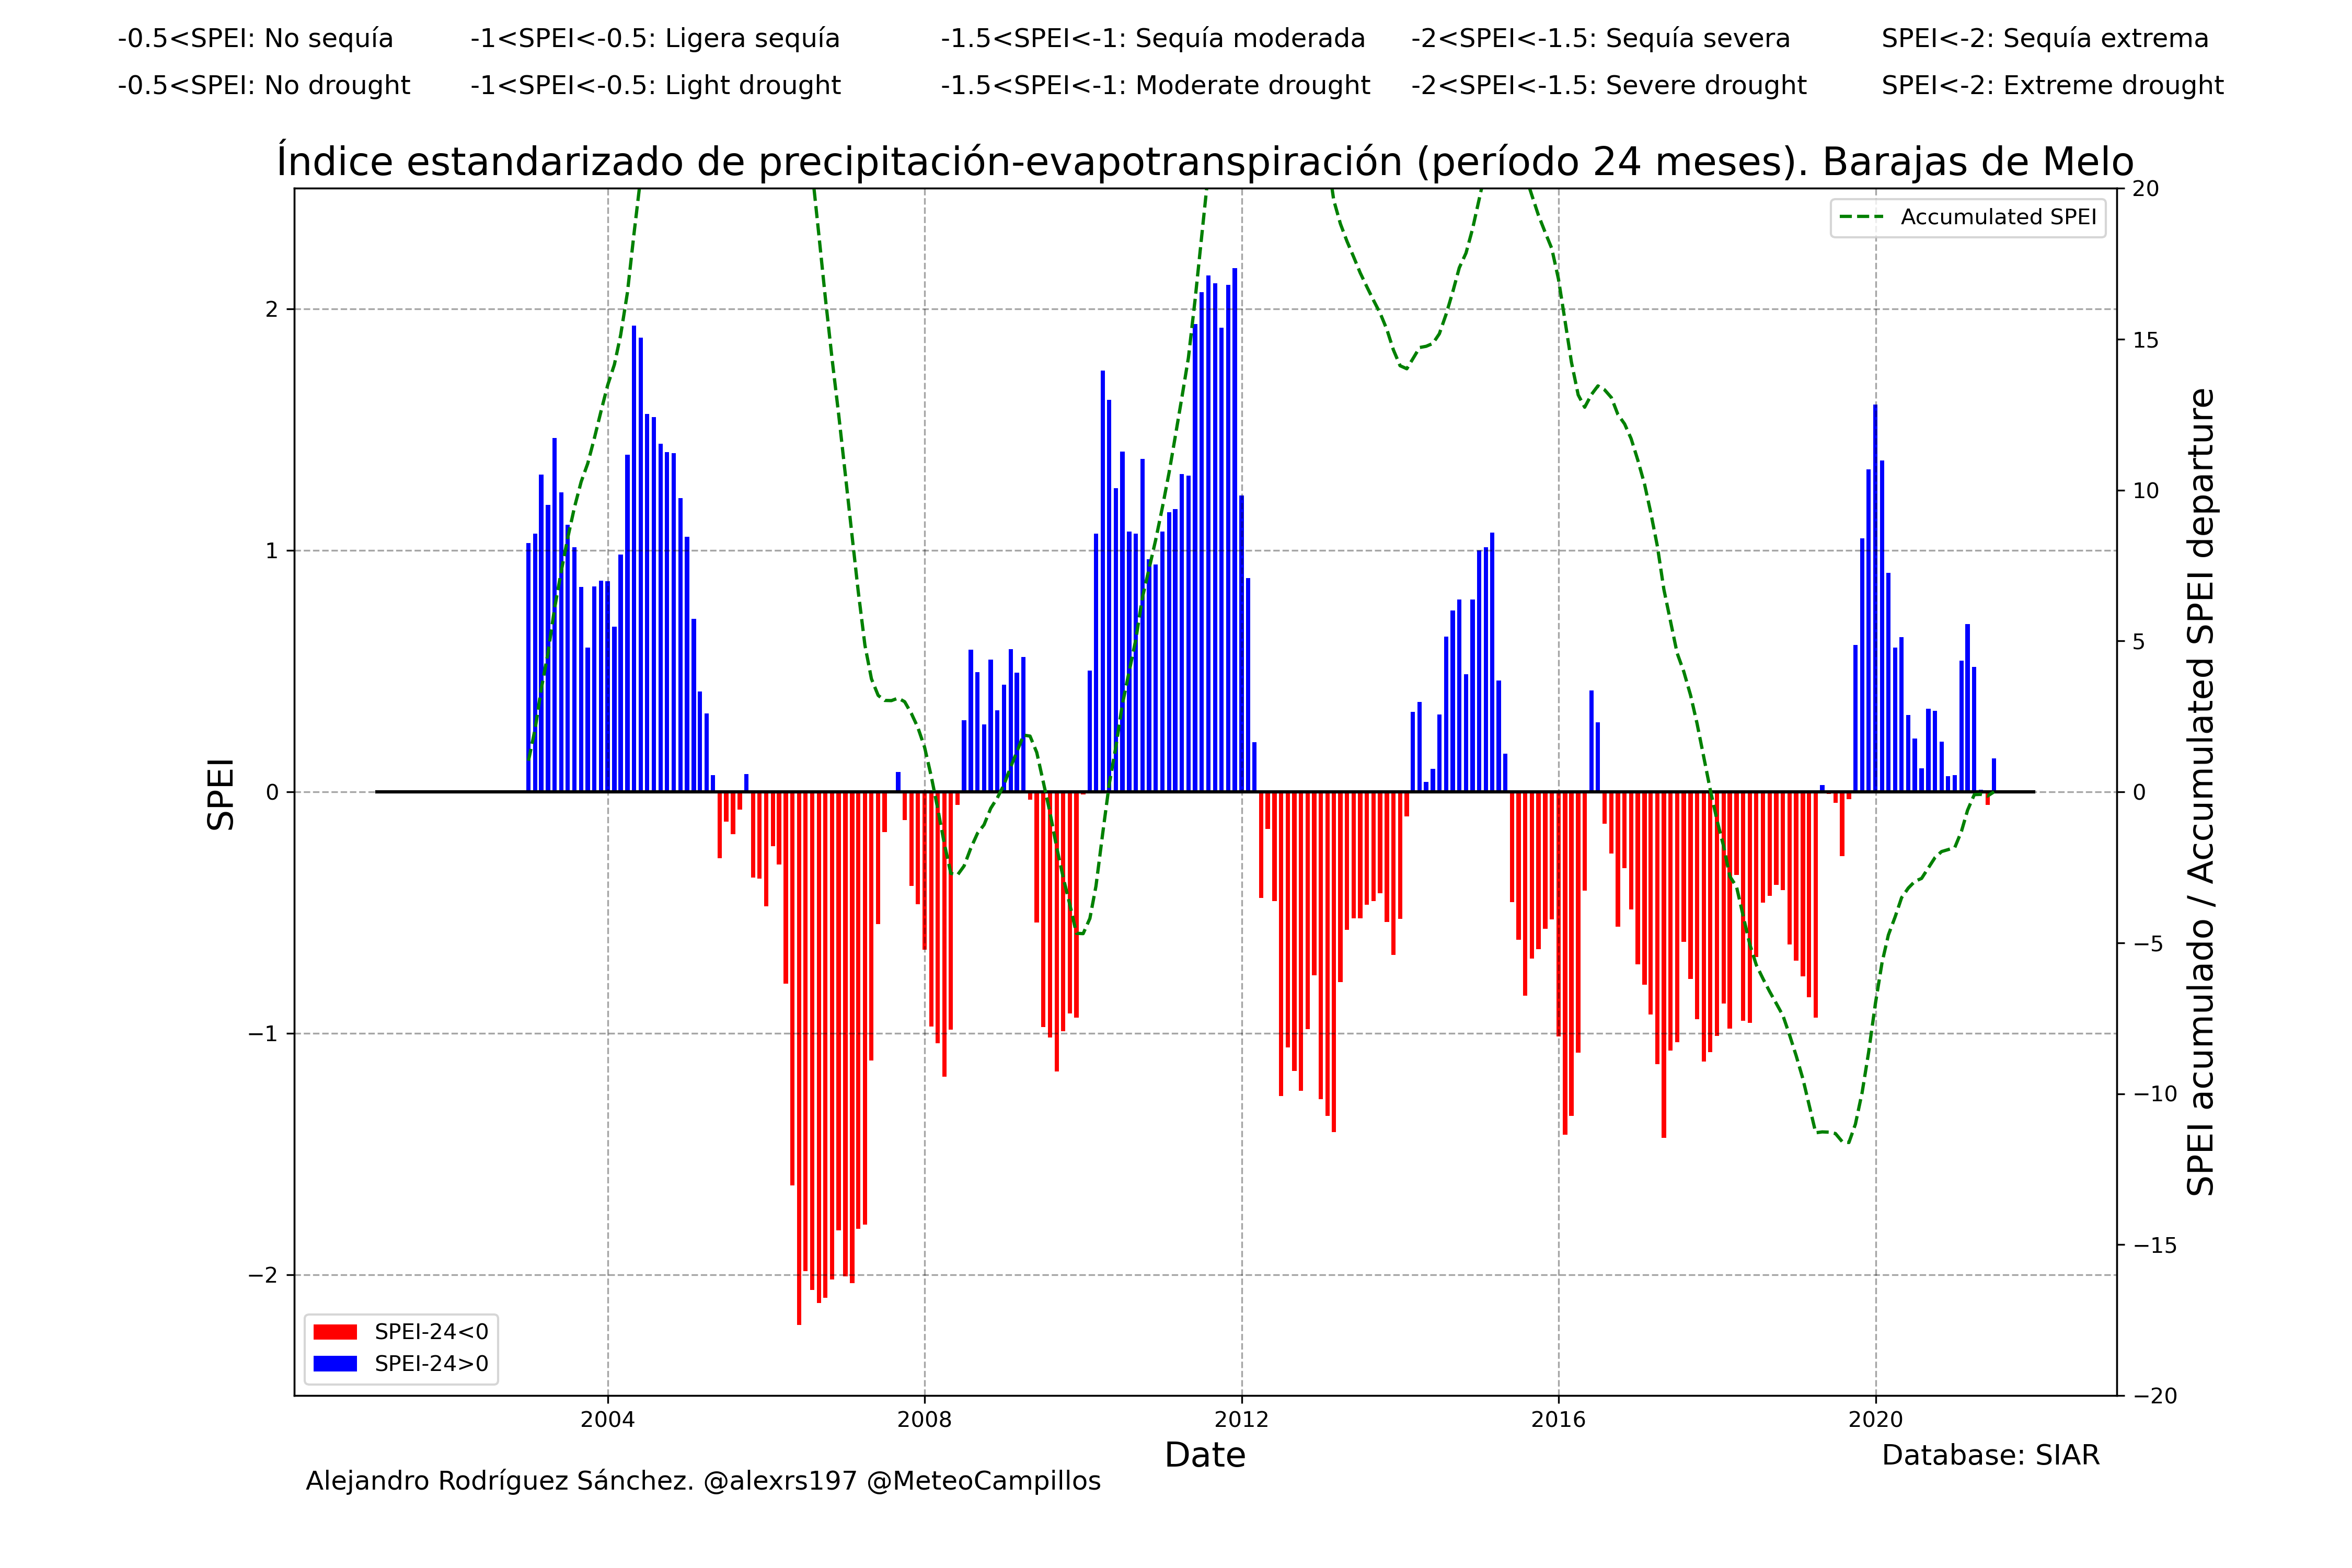 -0.5<SPEI: No sequía -1<SPEI<-0.5: Ligera sequía -1.5<SPEI<-1: Sequía moderada -2<SPEI<-1.5: Sequía severa SPEI<-2: Sequía extrema
-0.5<SPEI: No drought -1<SPEI<-0.5: Light drought -1.5<SPEI<-1: Moderate drought -2<SPEI<-1.5: Severe drought SPEI<-2: Extreme drought
Índice estandarizado de precipitación-evapotranspiración (período 24 meses). Barajas de Melo
Accumulated SPEI
SPEI
2
1
0
−1
−2
20
15
10
5
0
−5
−10
−15
−20
SPEI acumulado / Accumulated SPEI departure
SPEI-24<0
SPEI-24>0
2004 2008 2012 2016 2020
Date
Database: SIAR
Alejandro Rodríguez Sánchez. @alexrs197 @MeteoCampillos